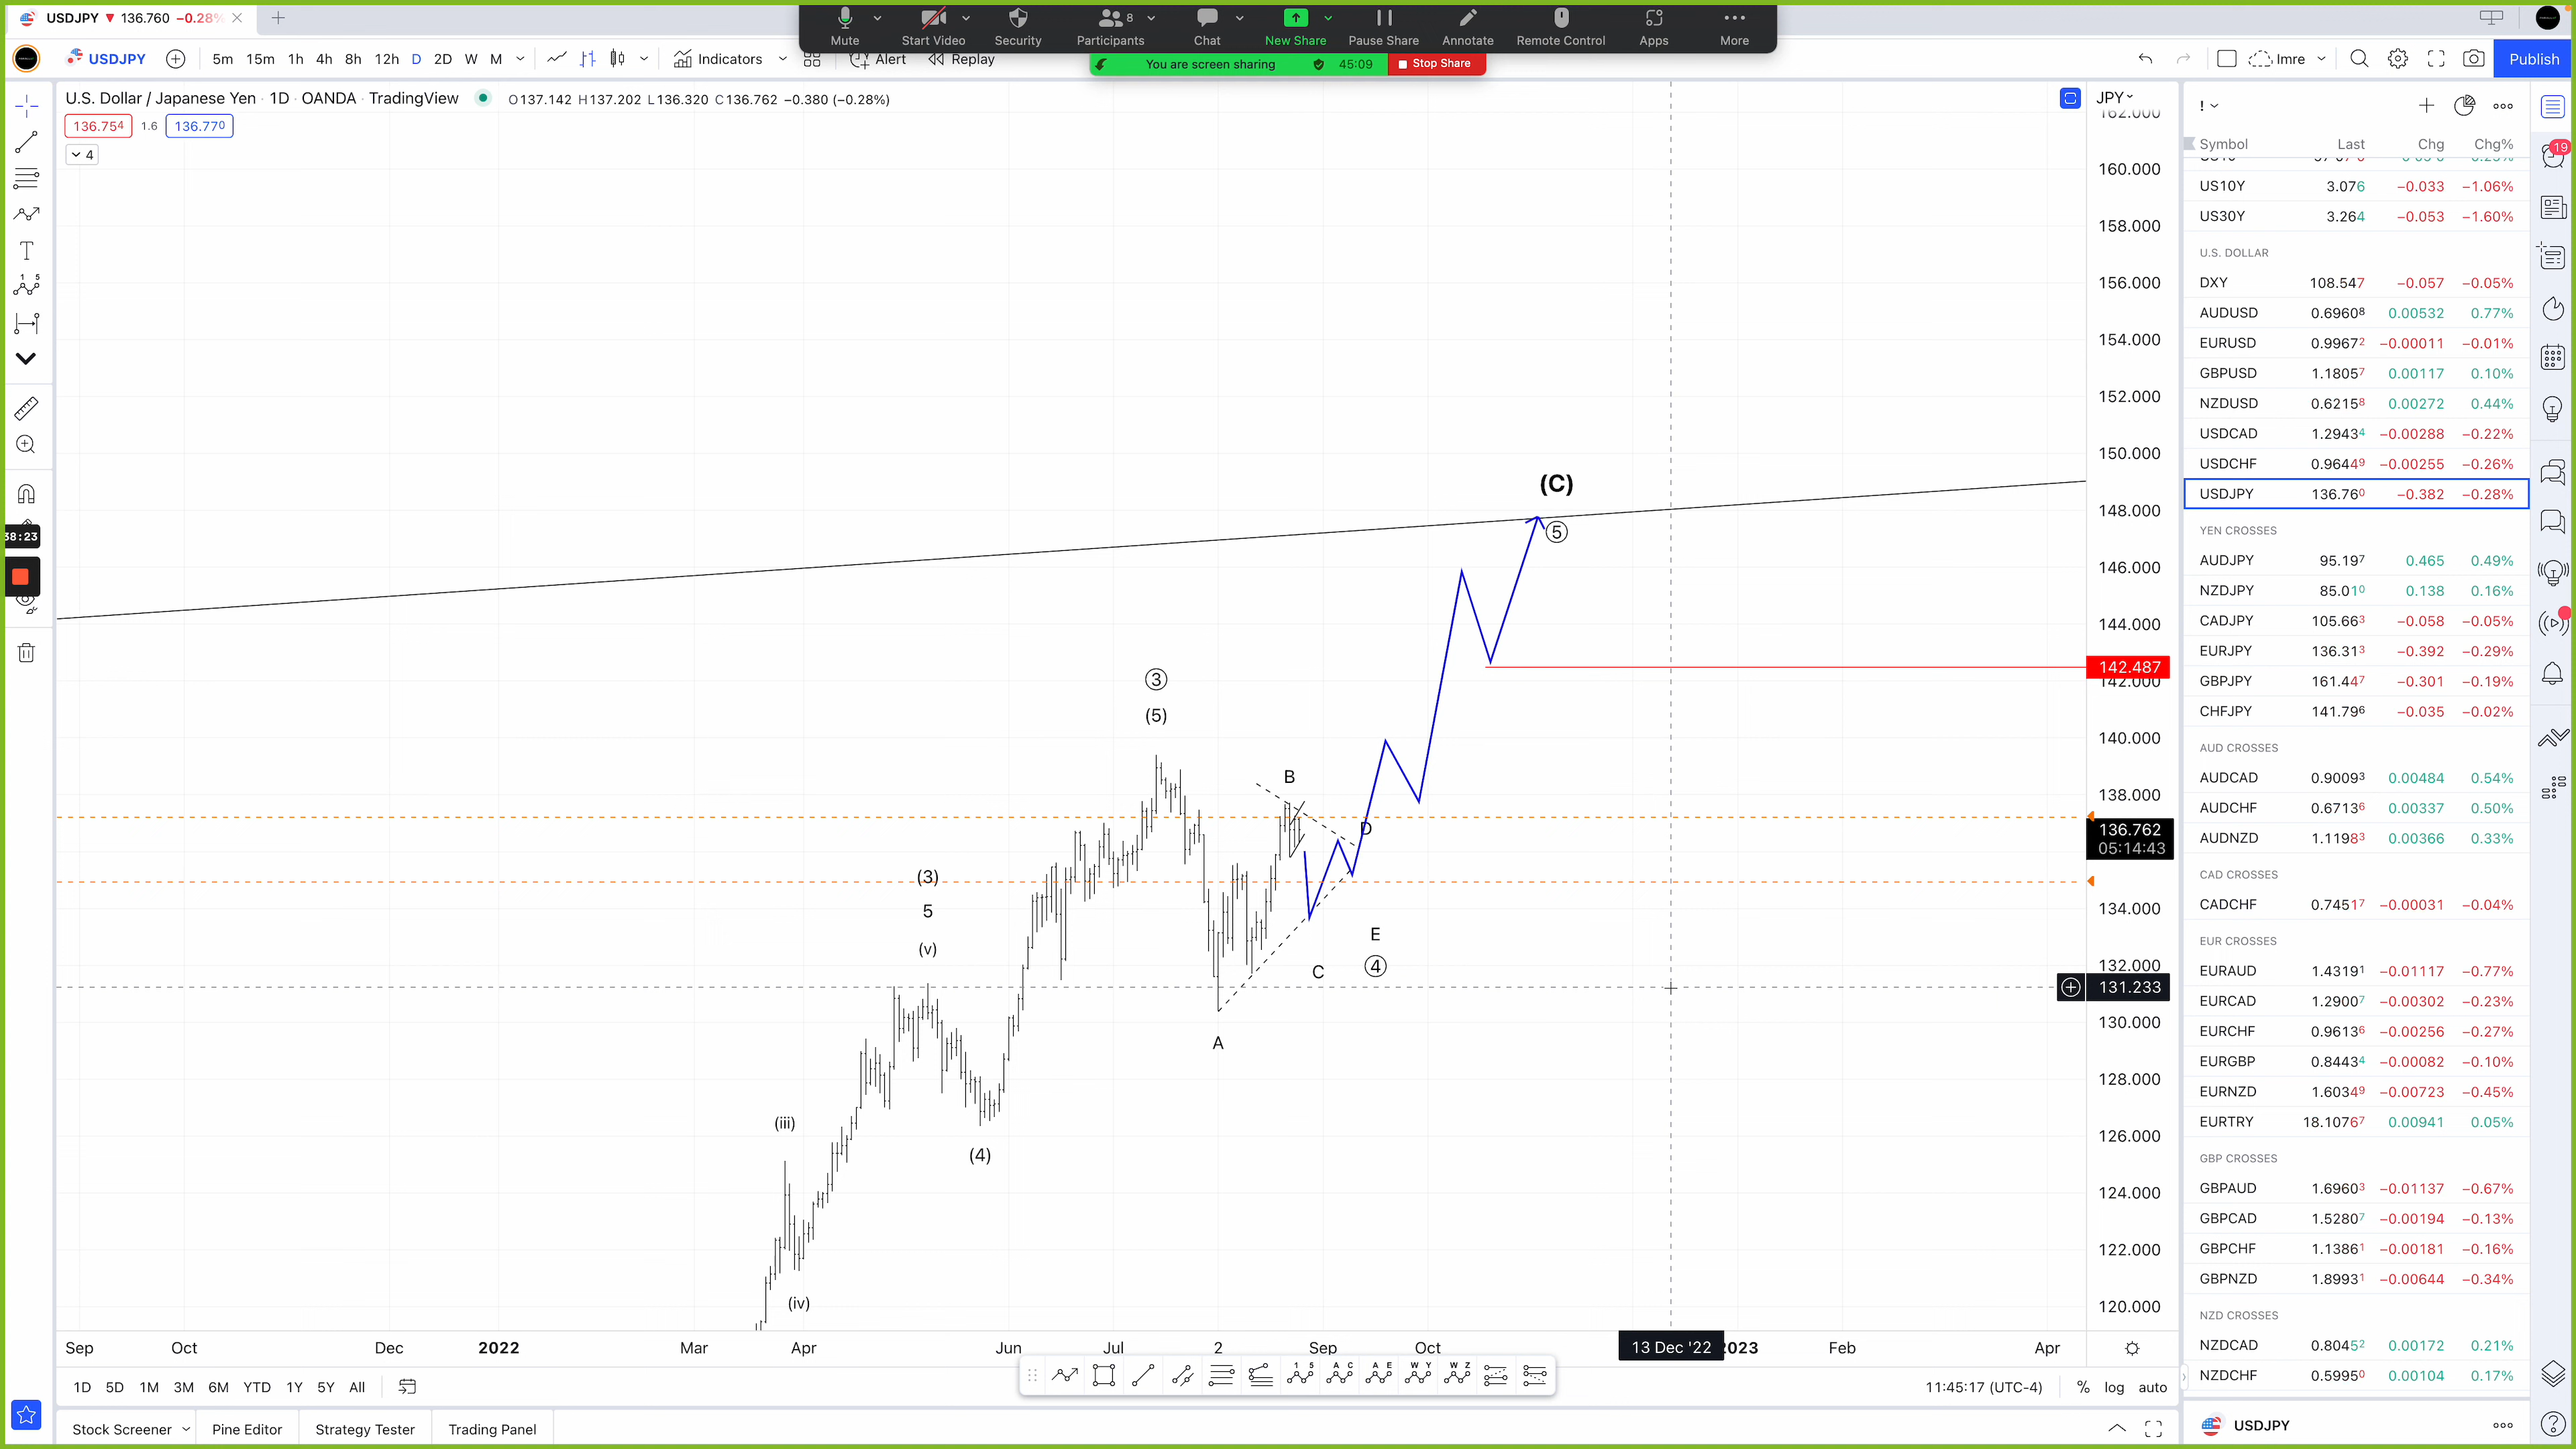 USDJPY ▼ 136.760 −0.28%
Mute
Start Video
Security
8
Participants
Chat
New Share
Pause Share
Annotate
Remote Control
Apps
More
You are screen sharing 45:09 Stop Share
USDJPY 5m 15m 1h 4h 8h 12h D 2D W M Indicators Alert Replay Imre Publish
U.S. Dollar / Japanese Yen · 1D · OANDA · TradingView O137.142 H137.202 L136.320 C136.762 −0.380 (−0.28%)
136.754 1.6 136.770
4
JPY
162.000
160.000
158.000
156.000
154.000
152.000
150.000
148.000
146.000
144.000
142.487
142.000
140.000
138.000
136.762
05:14:43
134.000
132.000
131.233
130.000
128.000
126.000
124.000
122.000
120.000
38:23
(C)
⑤
③
(5)
B
D
(3)
5
(v)
E
④
C
A
(iii)
(4)
(iv)
Sep Oct Dec 2022 Mar Apr Jun Jul 2 Sep Oct 13 Dec '22 2023 Feb Apr
1 5
A C
A E
W Y
W Z
1D 5D 1M 3M 6M YTD 1Y 5Y All
11:45:17 (UTC-4) % log auto
Stock Screener Pine Editor Strategy Tester Trading Panel
!
Symbol Last Chg Chg%
US10Y 3.076 −0.033 −1.06%
US30Y 3.264 −0.053 −1.60%
U.S. DOLLAR
DXY 108.547 −0.057 −0.05%
AUDUSD 0.69608 0.00532 0.77%
EURUSD 0.99672 −0.00011 −0.01%
GBPUSD 1.18057 0.00117 0.10%
NZDUSD 0.62158 0.00272 0.44%
USDCAD 1.29434 −0.00288 −0.22%
USDCHF 0.96449 −0.00255 −0.26%
USDJPY 136.760 −0.382 −0.28%
YEN CROSSES
AUDJPY 95.197 0.465 0.49%
NZDJPY 85.010 0.138 0.16%
CADJPY 105.663 −0.058 −0.05%
EURJPY 136.313 −0.392 −0.29%
GBPJPY 161.447 −0.301 −0.19%
CHFJPY 141.796 −0.035 −0.02%
AUD CROSSES
AUDCAD 0.90093 0.00484 0.54%
AUDCHF 0.67136 0.00337 0.50%
AUDNZD 1.11983 0.00366 0.33%
CAD CROSSES
CADCHF 0.74517 −0.00031 −0.04%
EUR CROSSES
EURAUD 1.43191 −0.01117 −0.77%
EURCAD 1.29007 −0.00302 −0.23%
EURCHF 0.96136 −0.00256 −0.27%
EURGBP 0.84434 −0.00082 −0.10%
EURNZD 1.60349 −0.00723 −0.45%
EURTRY 18.10767 0.00941 0.05%
GBP CROSSES
GBPAUD 1.69603 −0.01137 −0.67%
GBPCAD 1.52807 −0.00194 −0.13%
GBPCHF 1.13861 −0.00181 −0.16%
GBPNZD 1.89931 −0.00644 −0.34%
NZD CROSSES
NZDCAD 0.80452 0.00172 0.21%
NZDCHF 0.59950 0.00104 0.17%
USDJPY
19